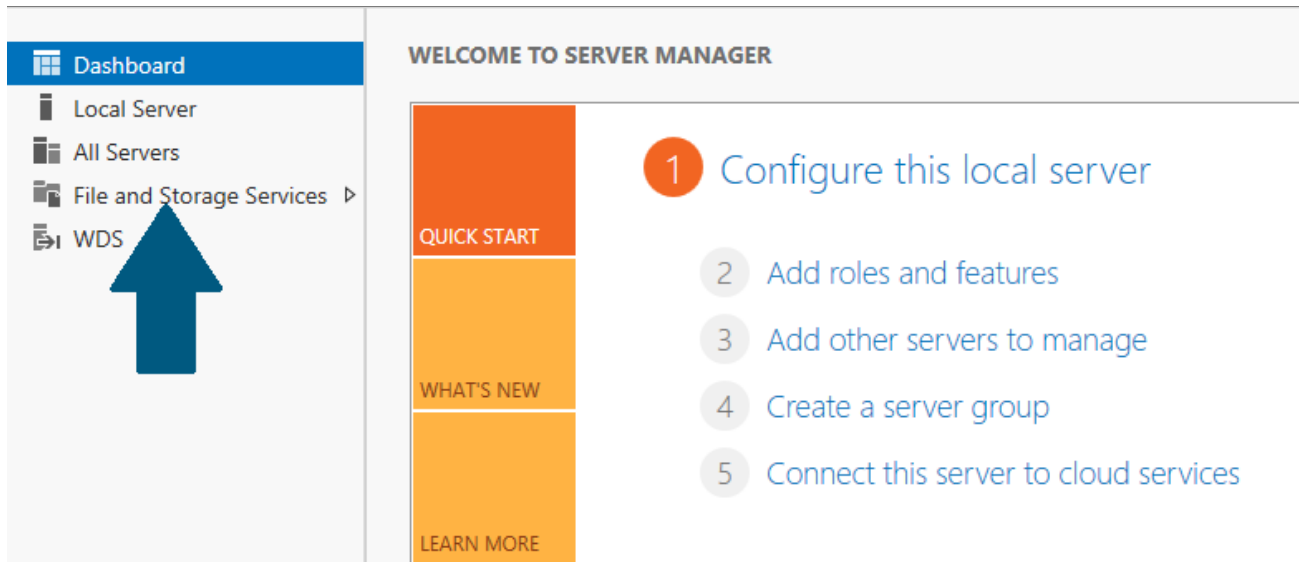 Dashboard
Local Server
All Servers
File and Storage Services
WDS
WELCOME TO SERVER MANAGER
QUICK START
WHAT'S NEW
LEARN MORE
1 Configure this local server
2 Add roles and features
3 Add other servers to manage
4 Create a server group
5 Connect this server to cloud services